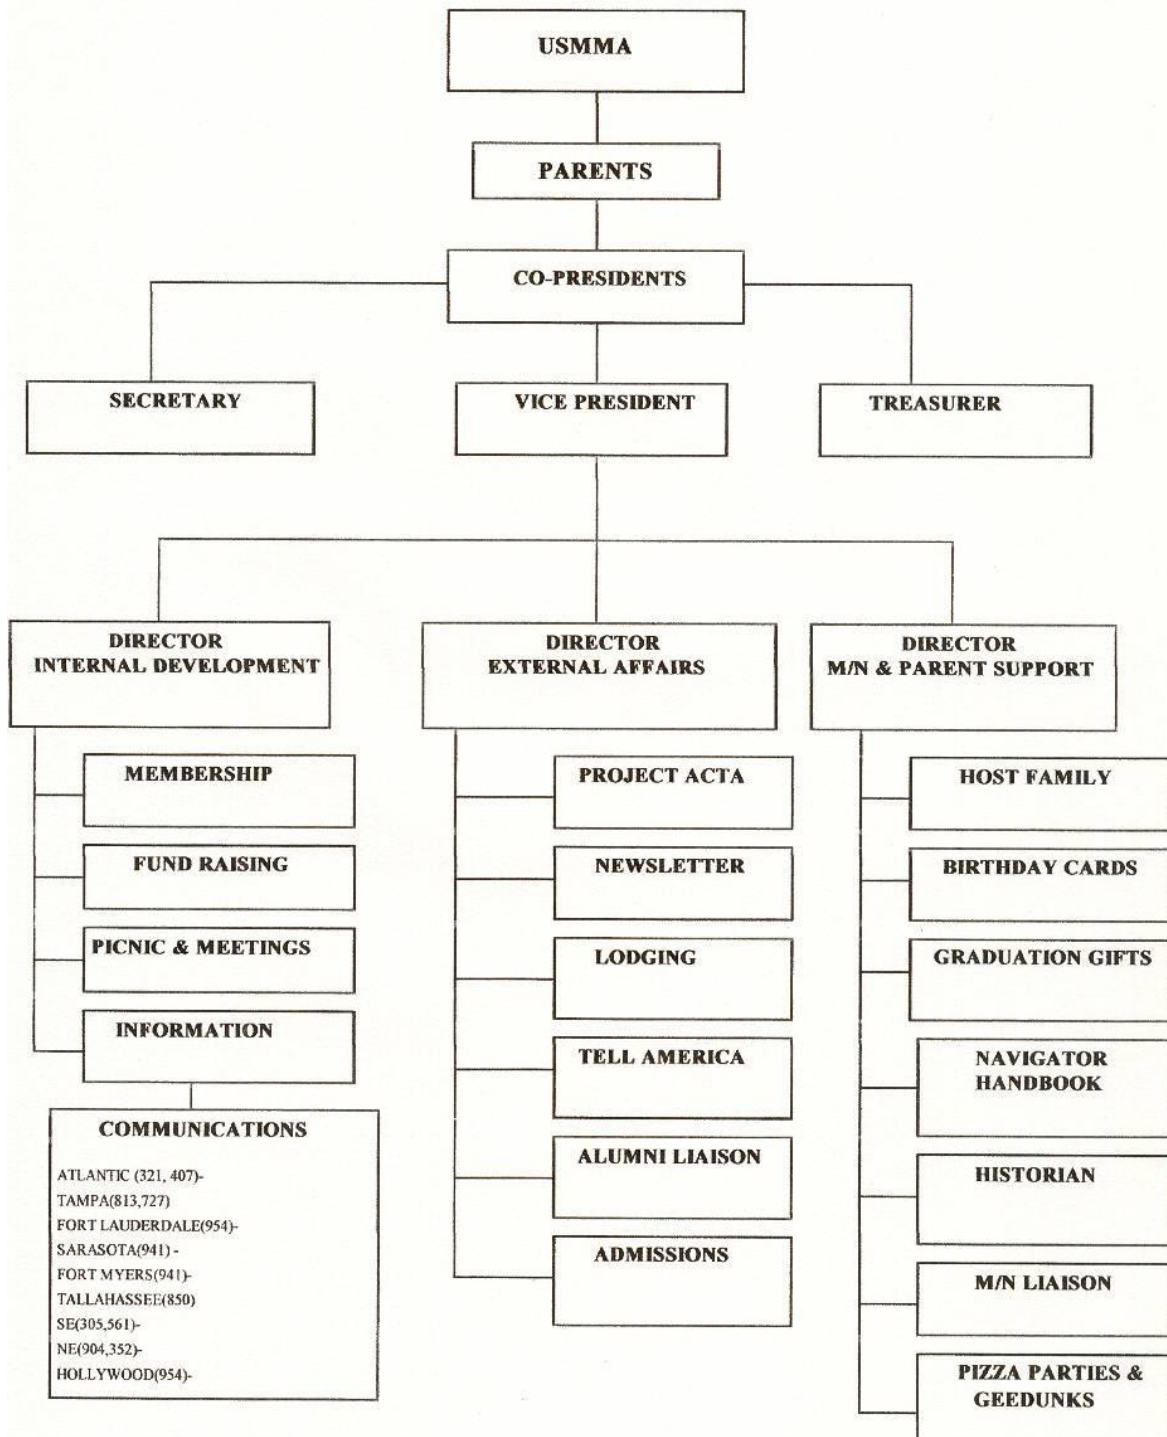 USMMA
PARENTS
CO-PRESIDENTS
SECRETARY
VICE PRESIDENT
TREASURER
DIRECTOR
INTERNAL DEVELOPMENT
MEMBERSHIP
FUND RAISING
PICNIC & MEETINGS
INFORMATION
COMMUNICATIONS
ATLANTIC (321, 407)-
TAMPA(813,727)
FORT LAUDERDALE(954)-
SARASOTA(941) -
FORT MYERS(941)-
TALLAHASSEE(850)
SE(305,561)-
NE(904,352)-
HOLLYWOOD(954)-
DIRECTOR
EXTERNAL AFFAIRS
PROJECT ACTA
NEWSLETTER
LODGING
TELL AMERICA
ALUMNI LIAISON
ADMISSIONS
DIRECTOR
M/N & PARENT SUPPORT
HOST FAMILY
BIRTHDAY CARDS
GRADUATION GIFTS
NAVIGATOR
HANDBOOK
HISTORIAN
M/N LIAISON
PIZZA PARTIES &
GEEDUNKS